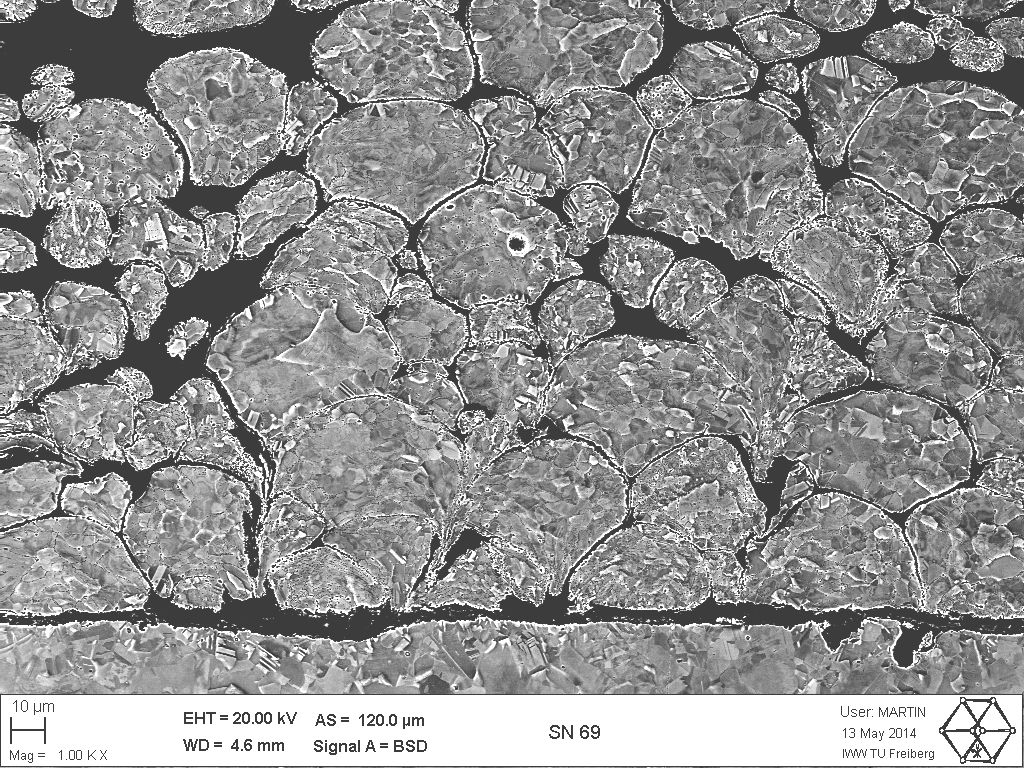 10 µm
Mag = 1.00 K X
EHT = 20.00 kV AS = 120.0 µm
WD = 4.6 mm Signal A = BSD
SN 69
User: MARTIN
13 May 2014
IWW TU Freiberg